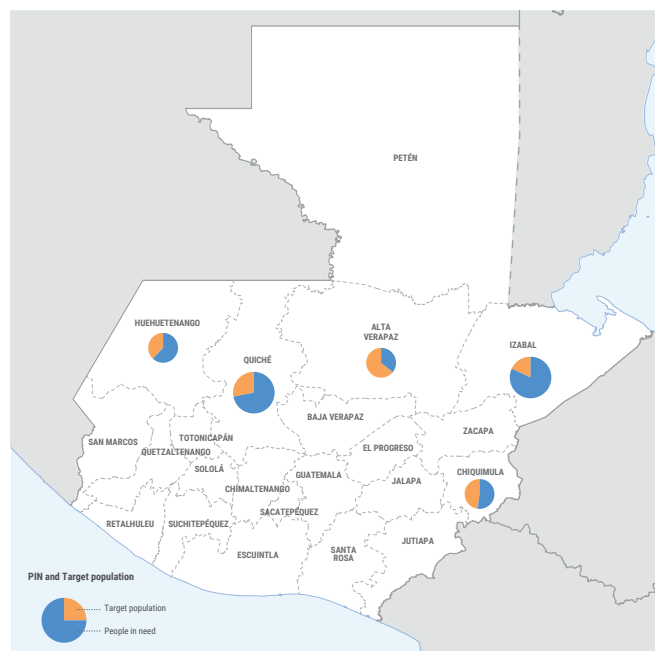 PETÉN
HUEHUETENANGO
ALTA
VERAPAZ
QUICHÉ
IZABAL
BAJA VERAPAZ
ZACAPA
SAN MARCOS
TOTONICAPÁN
QUETZALTENANGO
EL PROGRESO
SOLOLÁ
GUATEMALA
CHIQUIMULA
JALAPA
CHIMALTENANGO
SACATEPÉQUEZ
RETALHULEU
SUCHITEPÉQUEZ
JUTIAPA
ESCUINTLA
SANTA
ROSA
PIN and Target population
Target population
People in need